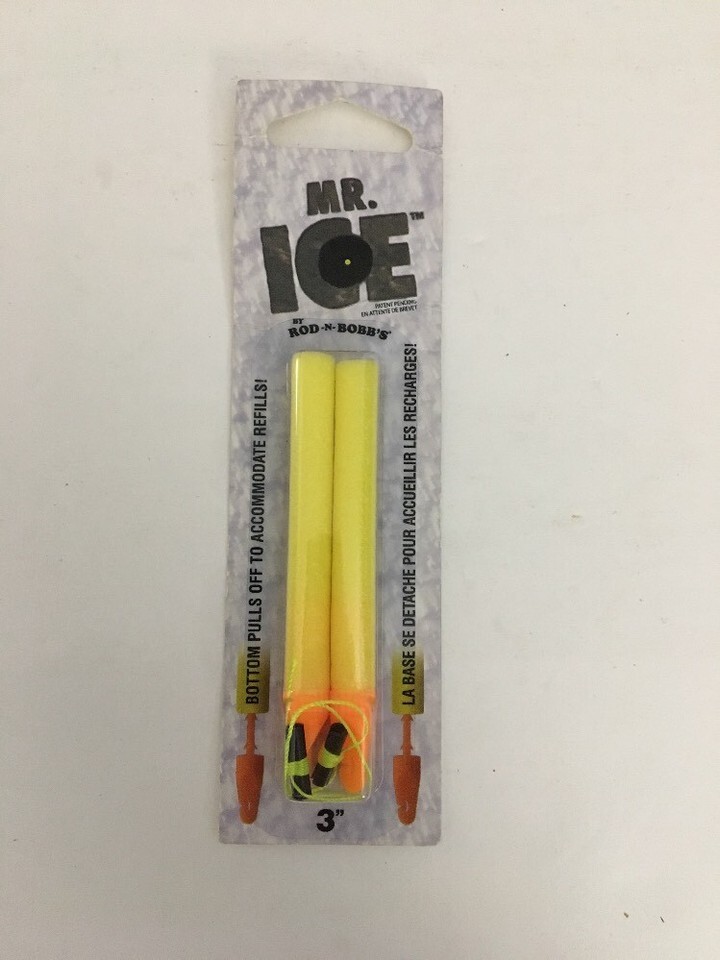 MR.
ICE™
PATENT PENDING
EN ATTENTE DE BREVET
BY
ROD-N-BOBB'S
BOTTOM PULLS OFF TO ACCOMMODATE REFILLS!
LA BASE SE DETACHE POUR ACCUEILLIR LES RECHARGES!
3"